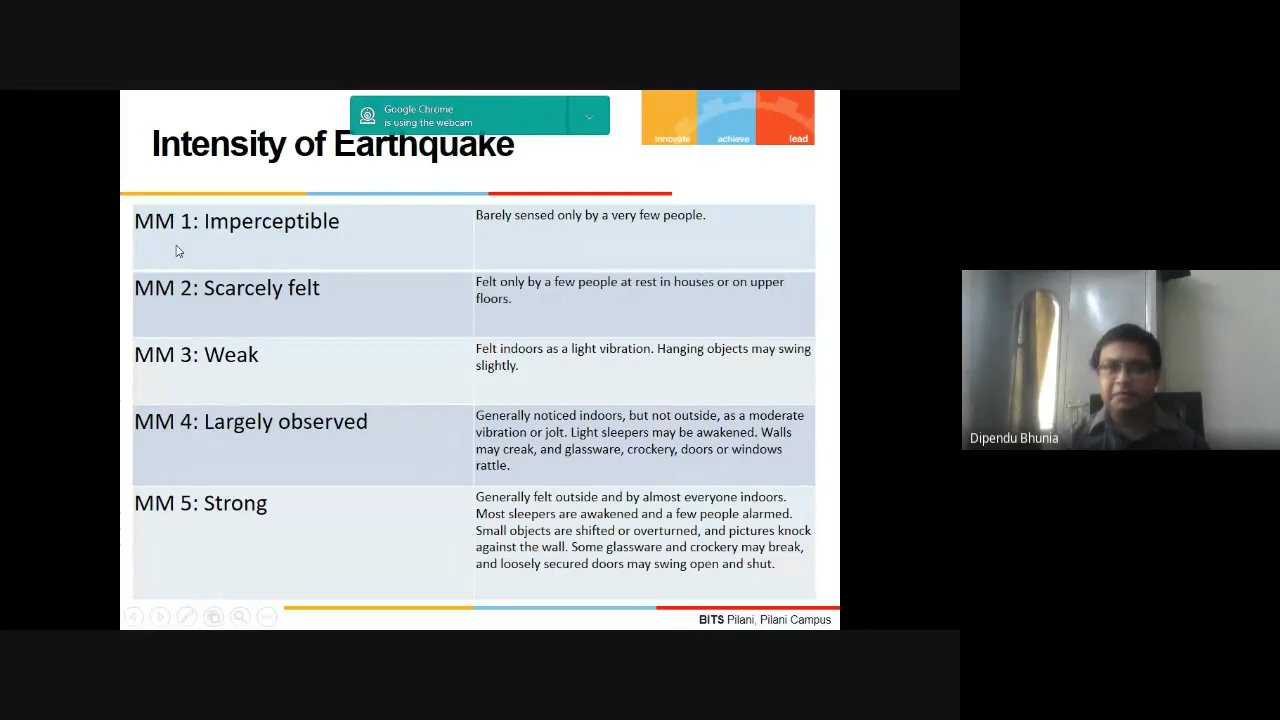 Google Chrome
is using the webcam
innovate achieve lead
Intensity of Earthquake
MM 1: Imperceptible
Barely sensed only by a very few people.
MM 2: Scarcely felt
Felt only by a few people at rest in houses or on upper
floors.
MM 3: Weak
Felt indoors as a light vibration. Hanging objects may swing
slightly.
MM 4: Largely observed
Generally noticed indoors, but not outside, as a moderate
vibration or jolt. Light sleepers may be awakened. Walls
may creak, and glassware, crockery, doors or windows
rattle.
MM 5: Strong
Generally felt outside and by almost everyone indoors.
Most sleepers are awakened and a few people alarmed.
Small objects are shifted or overturned, and pictures knock
against the wall. Some glassware and crockery may break,
and loosely secured doors may swing open and shut.
BITS Pilani, Pilani Campus
Dipendu Bhunia